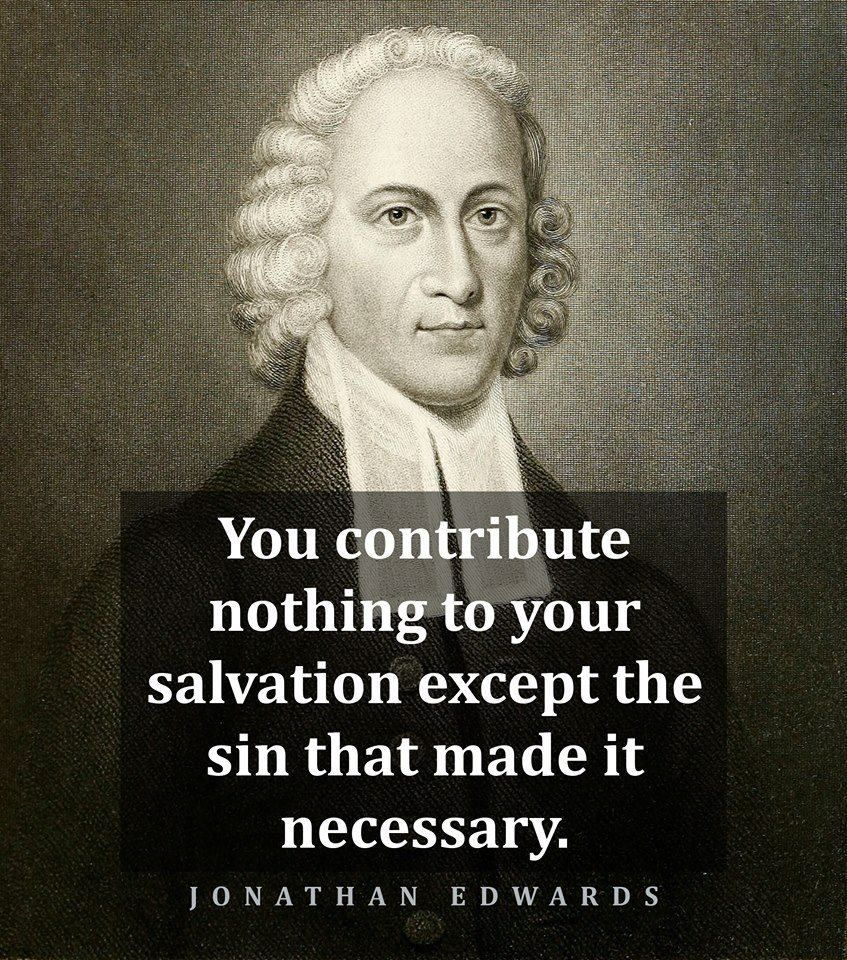 You contribute
nothing to your
salvation except the
sin that made it
necessary.
JONATHAN EDWARDS